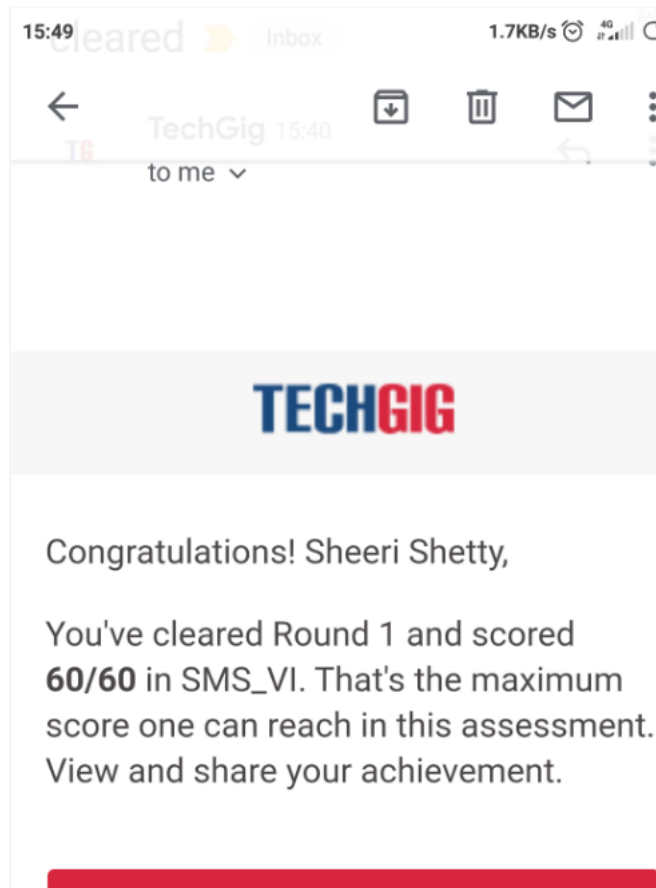 15:49
1.7KB/s 4G
cleared Inbox
TG
TechGig 15:40
to me
TECHGIG
Congratulations! Sheeri Shetty,
You've cleared Round 1 and scored
60/60 in SMS_VI. That's the maximum
score one can reach in this assessment.
View and share your achievement.